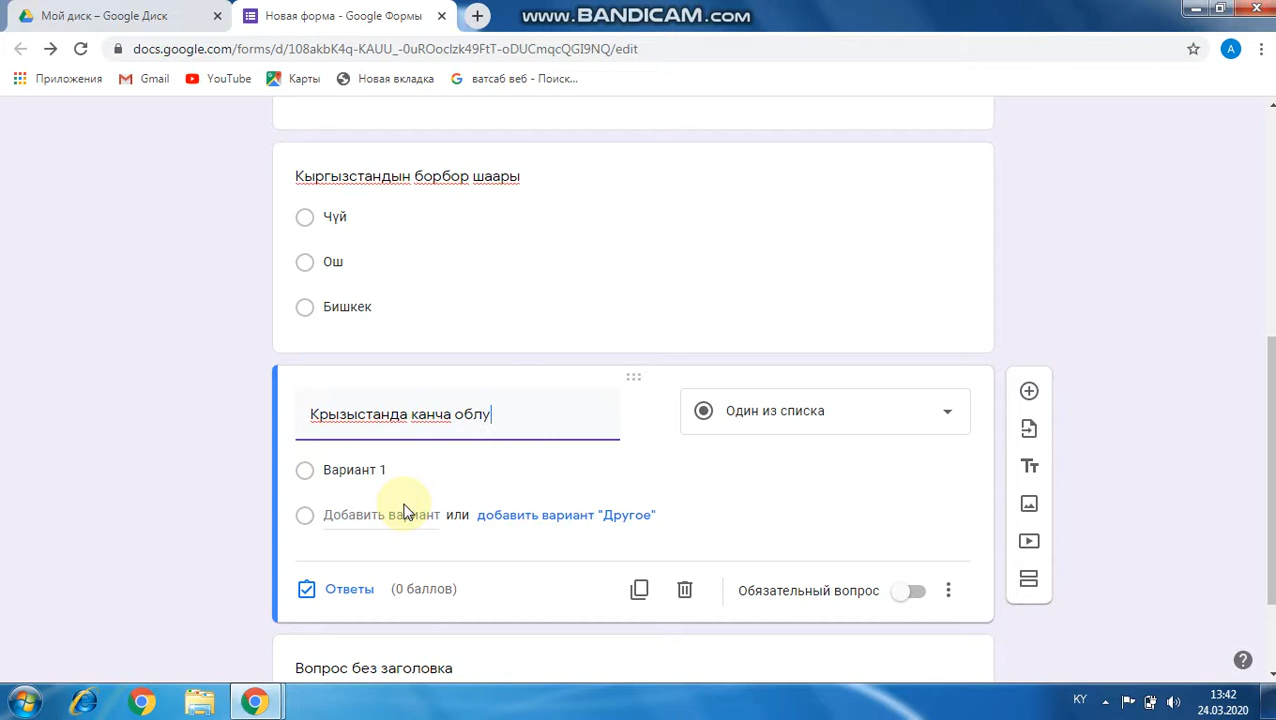 Мой диск – Google Диск
Новая форма - Google Формы
www.BANDICAM.com
docs.google.com/forms/d/108akbK4q-KAUU_-0uROoclzk49FtT-oDUCmqcQGI9NQ/edit
A
Приложения
Gmail
YouTube
Карты
Новая вкладка
ватсаб веб - Поиск...
Кыргызстандын борбор шаары
Чүй
Ош
Бишкек
Крызыстанда канча облу
Один из списка
Вариант 1
Добавить вариант или добавить вариант "Другое"
Ответы (0 баллов)
Обязательный вопрос
Вопрос без заголовка
KY
13:42
24.03.2020